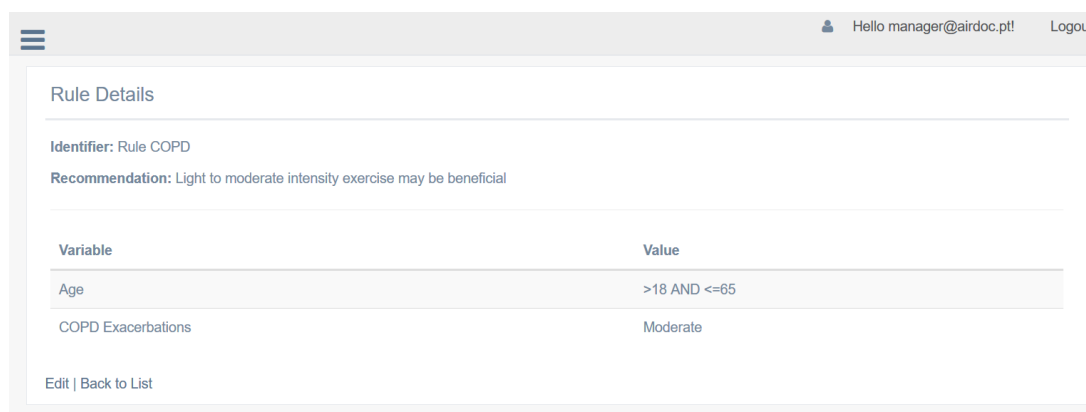 Hello manager@airdoc.pt! Logou
Rule Details
Identifier: Rule COPD
Recommendation: Light to moderate intensity exercise may be beneficial
Variable Value
Age >18 AND <=65
COPD Exacerbations Moderate
Edit | Back to List